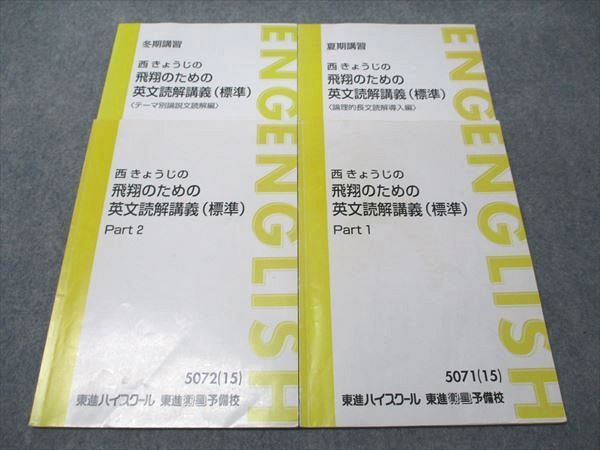 冬期講習
西 きょうじの
飛翔のための
英文読解講義(標準)
〈テーマ別論説文読解編〉
ENGENGLISH
夏期講習
西 きょうじの
飛翔のための
英文読解講義(標準)
〈論理的長文読解導入編〉
ENGENGLISH
西 きょうじの
飛翔のための
英文読解講義(標準)
Part 2
5072(15)
東進ハイスクール 東進衛星予備校
西 きょうじの
飛翔のための
英文読解講義(標準)
Part 1
5071(15)
東進ハイスクール 東進衛星予備校